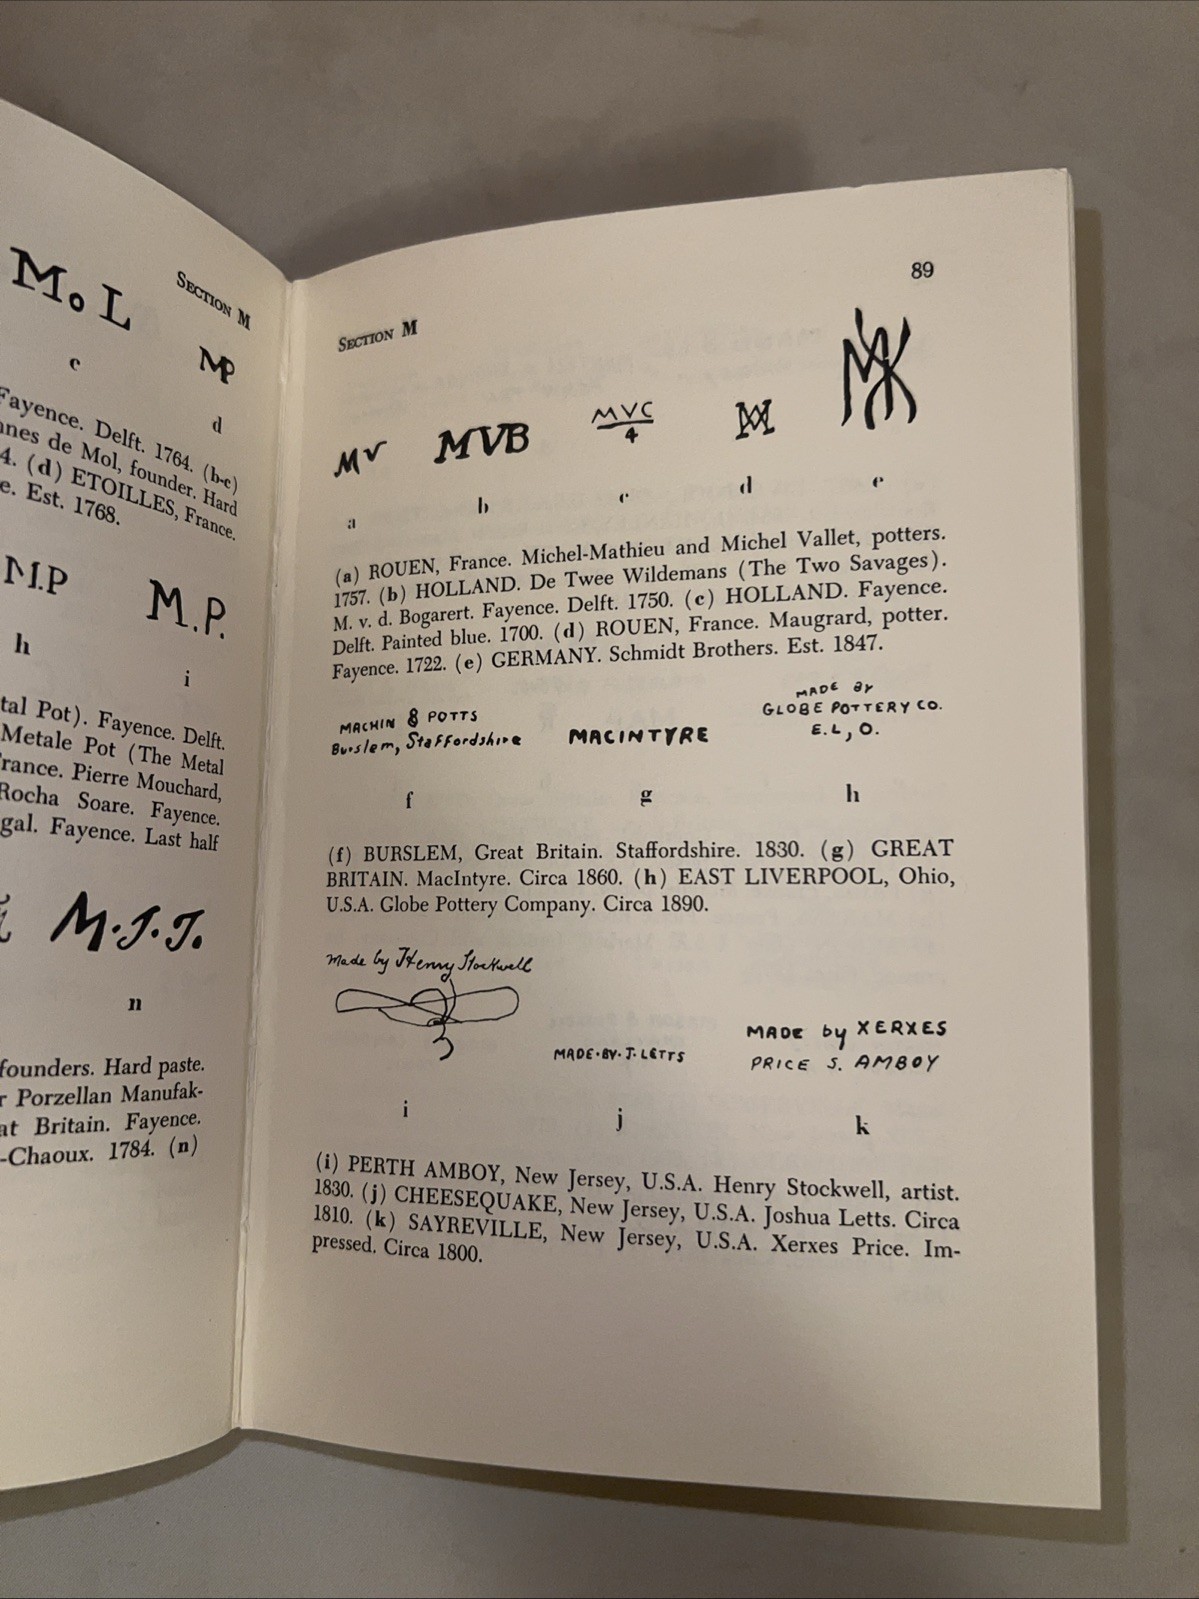 Section M
Mo L
MP
c
d
Fayence. Delft. 1764. (b-c)
nnes de Mol, founder. Hard
4. (d) ETOILLES, France.
e. Est. 1768.
M.P
M.P.
h
i
tal Pot). Fayence. Delft.
Metale Pot (The Metal
rance. Pierre Mouchard,
Rocha Soare. Fayence.
gal. Fayence. Last half
M.J.J.
n
founders. Hard paste.
r Porzellan Manufak-
at Britain. Fayence.
-Chaoux. 1784. (n)
89
Section M
MV
MVB
MVC
4
M
MK
a
b
c
d
e
(a) ROUEN, France. Michel-Mathieu and Michel Vallet, potters.
1757. (b) HOLLAND. De Twee Wildemans (The Two Savages).
M. v. d. Bogarert. Fayence. Delft. 1750. (c) HOLLAND. Fayence.
Delft. Painted blue. 1700. (d) ROUEN, France. Maugrard, potter.
Fayence. 1722. (e) GERMANY. Schmidt Brothers. Est. 1847.
MACHIN & POTTS
Burslem, Staffordshire
MACINTYRE
MADE BY
GLOBE POTTERY CO.
E.L, O.
f
g
h
(f) BURSLEM, Great Britain. Staffordshire. 1830. (g) GREAT
BRITAIN. MacIntyre. Circa 1860. (h) EAST LIVERPOOL, Ohio,
U.S.A. Globe Pottery Company. Circa 1890.
Made by Henry Stockwell
MADE·BY·J·LETTS
MADE by XERXES
PRICE S. AMBOY
i
j
k
(i) PERTH AMBOY, New Jersey, U.S.A. Henry Stockwell, artist.
1830. (j) CHEESEQUAKE, New Jersey, U.S.A. Joshua Letts. Circa
1810. (k) SAYREVILLE, New Jersey, U.S.A. Xerxes Price. Im-
pressed. Circa 1800.